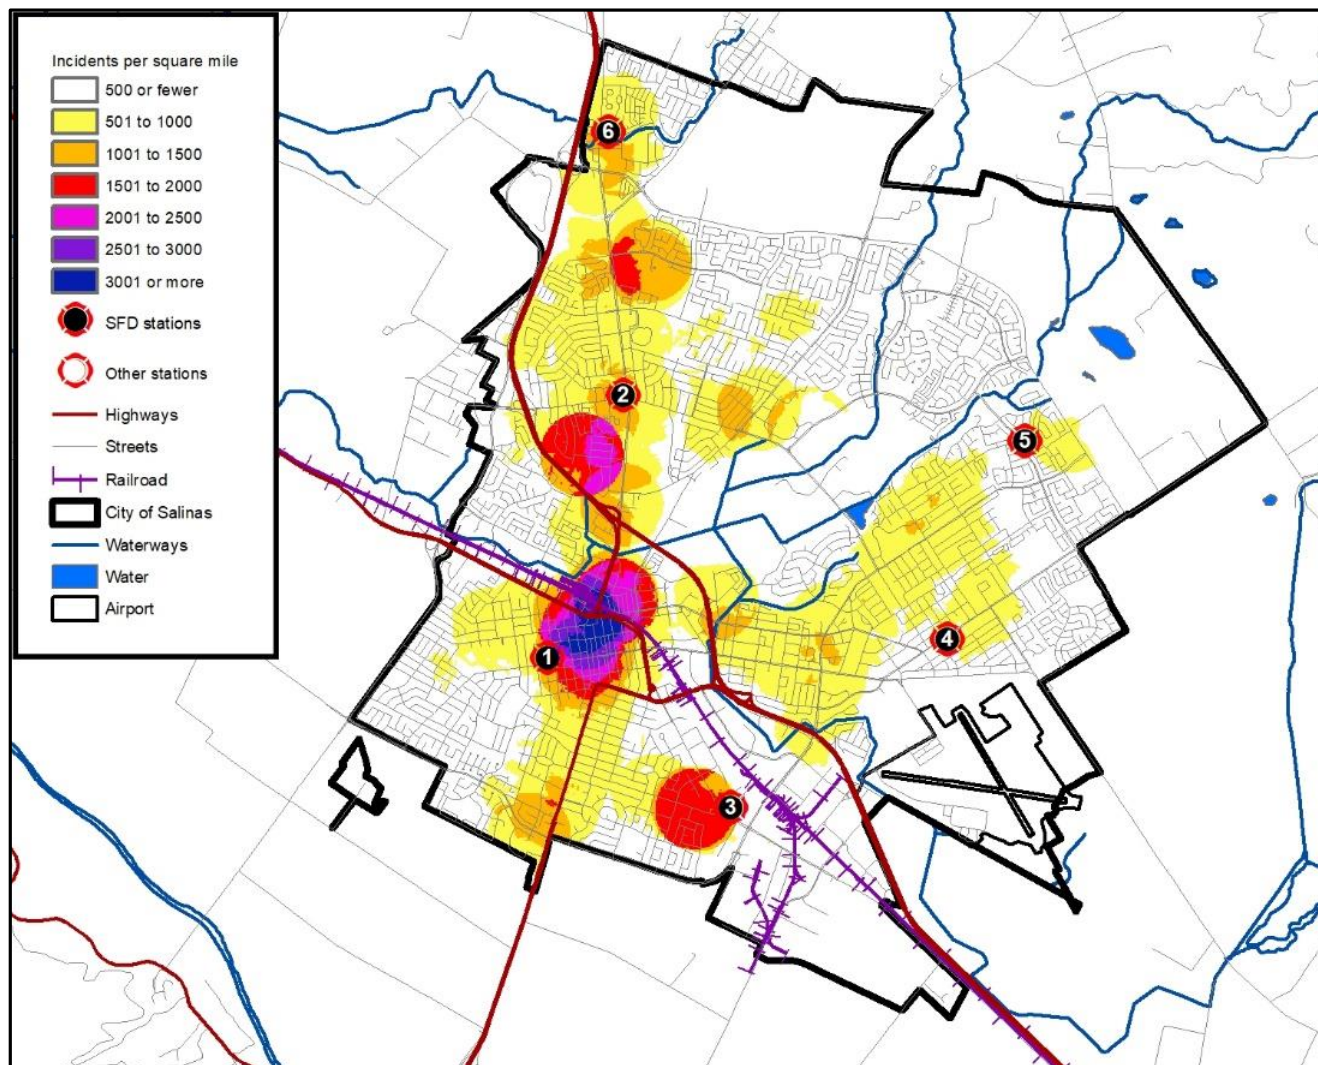 Incidents per square mile
500 or fewer
501 to 1000
1001 to 1500
1501 to 2000
2001 to 2500
2501 to 3000
3001 or more
SFD stations
Other stations
Highways
Streets
Railroad
City of Salinas
Waterways
Water
Airport
6
2
5
4
1
3